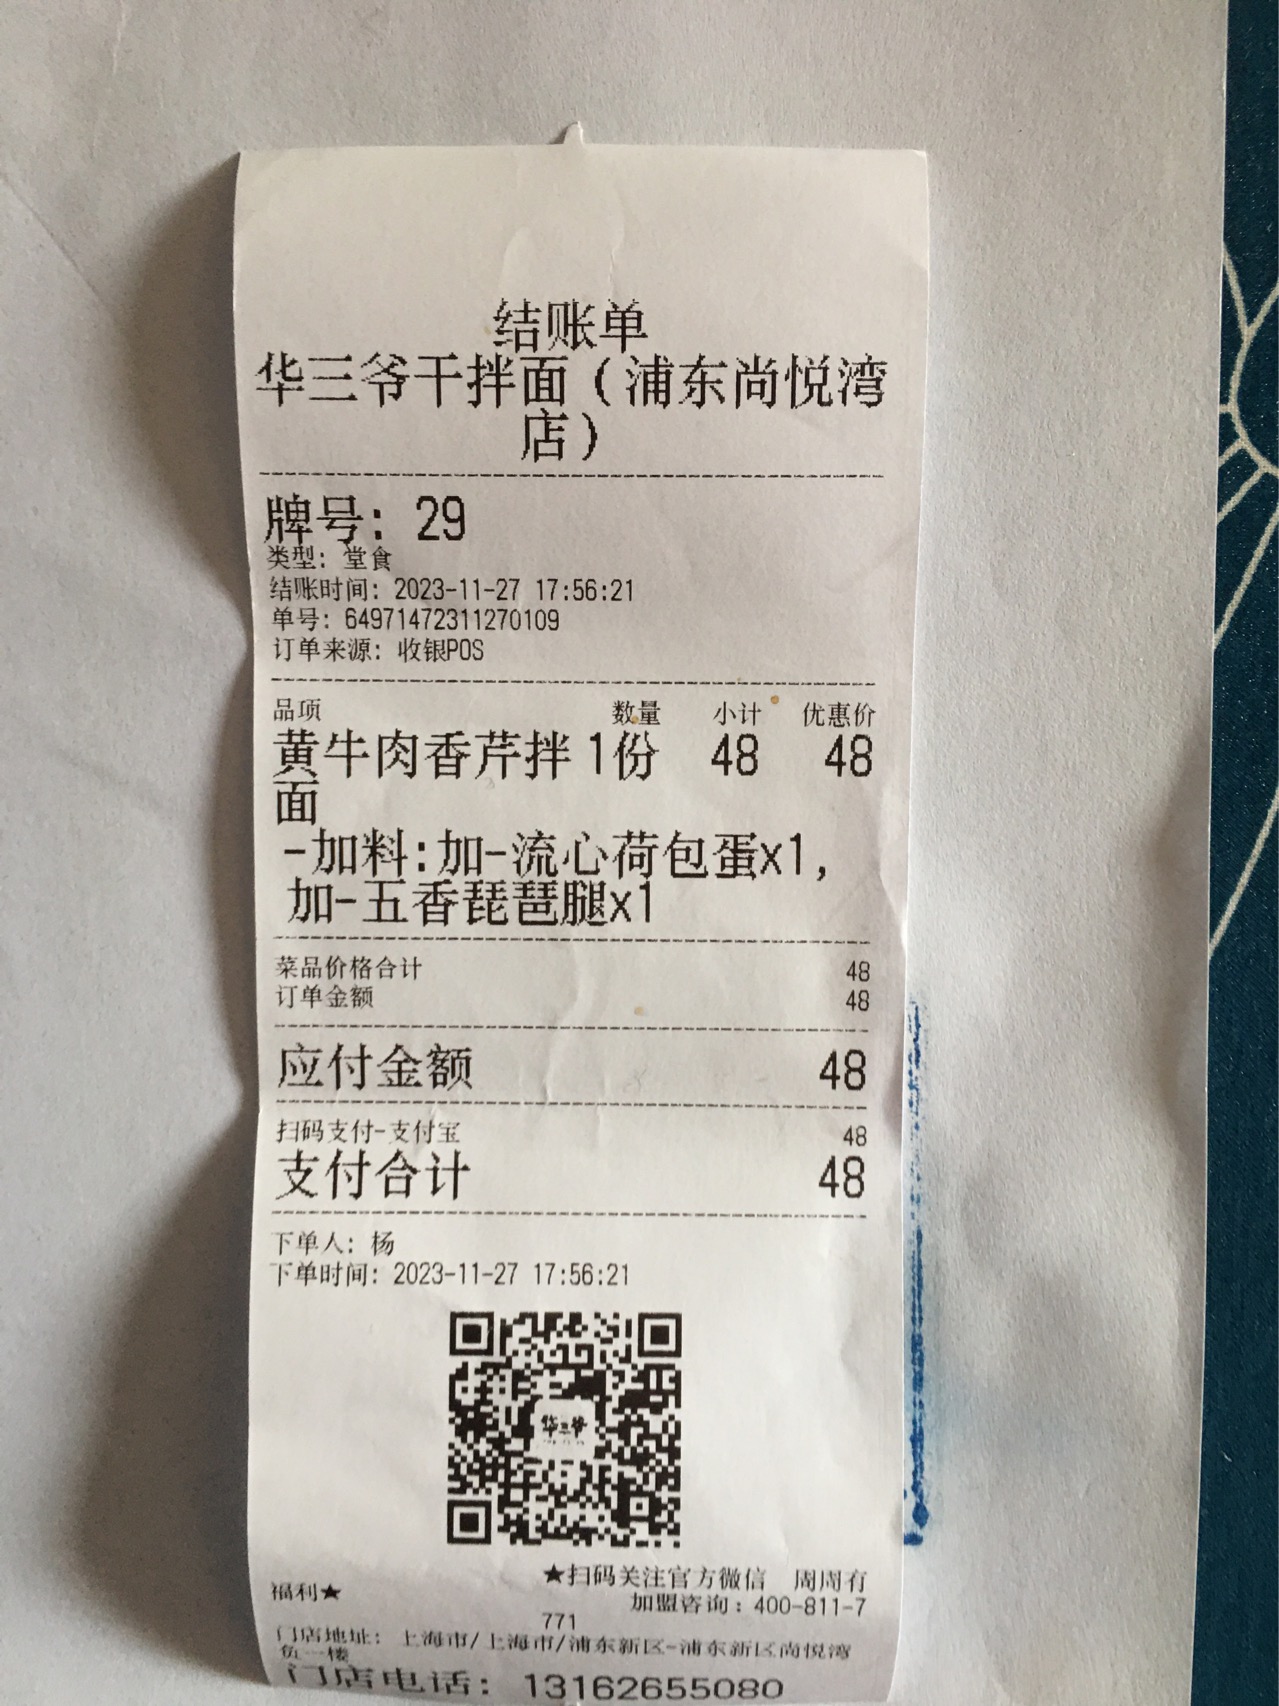 结账单
华三爷干拌面（浦东尚悦湾
店）
牌号: 29
类型: 堂食
结账时间: 2023-11-27 17:56:21
单号: 64971472311270109
订单来源: 收银POS
品项 数量 小计 优惠价
黄牛肉香芹拌 1份 48 48
面
-加料:加-流心荷包蛋x1,
加-五香琵琶腿x1
菜品价格合计 48
订单金额 48
应付金额 48
扫码支付-支付宝 48
支付合计 48
下单人: 杨
下单时间: 2023-11-27 17:56:21
华三爷
★扫码关注官方微信 周周有
福利★
加盟咨询: 400-811-7
771
门店地址: 上海市/上海市/浦东新区-浦东新区尚悦湾
负一楼
门店电话: 13162655080